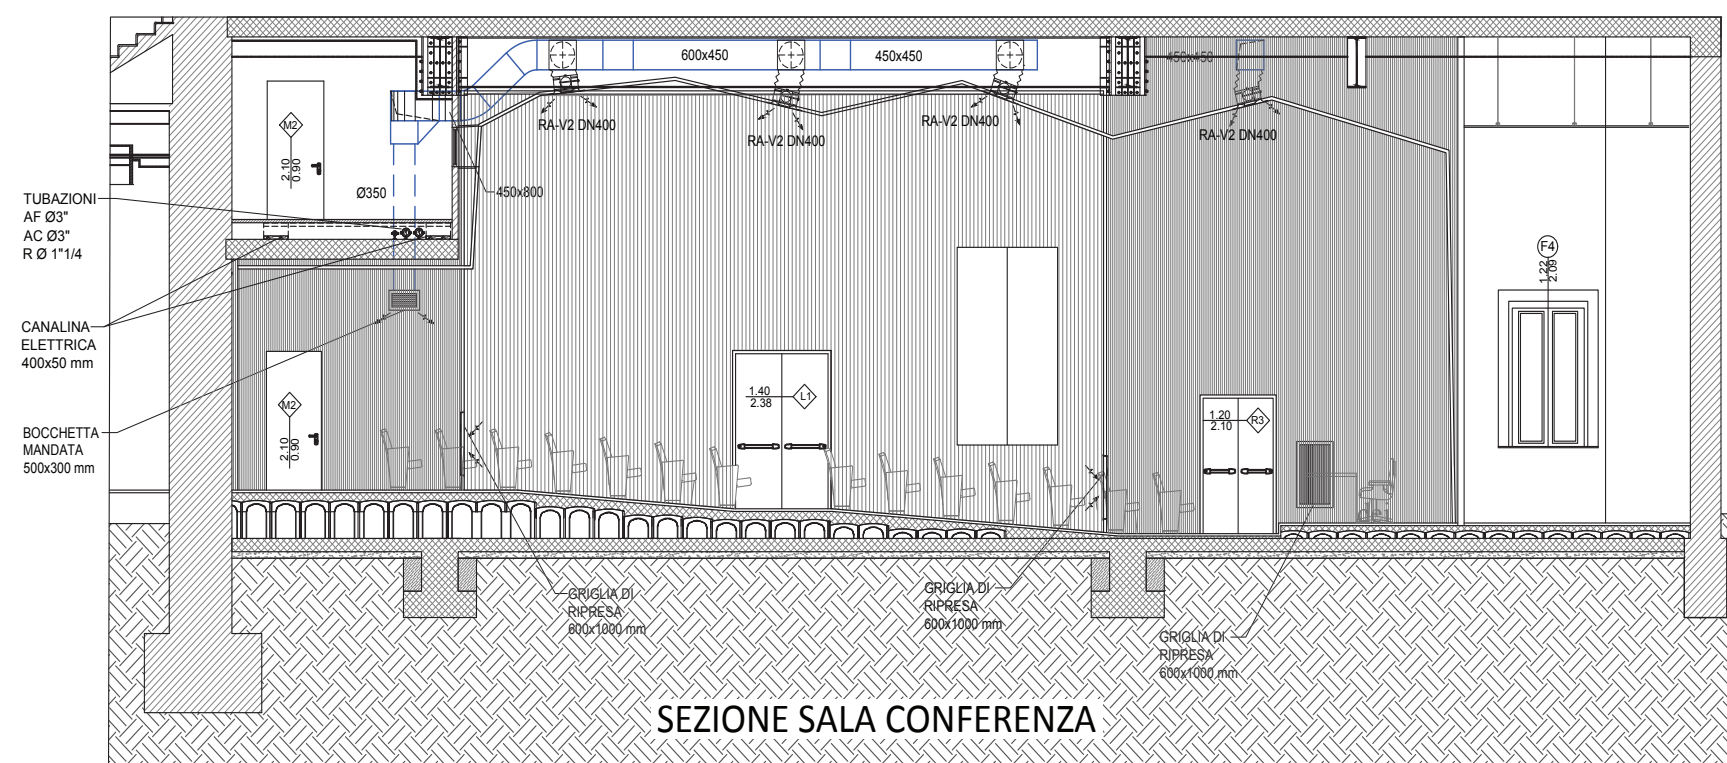 600x450
450x450
450x450
RA-V2 DN400
RA-V2 DN400
RA-V2 DN400
RA-V2 DN400
M2
2.10
0.90
Ø350
450x800
TUBAZIONI
AF Ø3"
AC Ø3"
R Ø 1"1/4
F4
1.22
2.09
CANALINA
ELETTRICA
400x50 mm
M2
2.10
0.90
1.40
2.38
L1
1.20
2.10
R3
BOCCHETTA
MANDATA
500x300 mm
dei
GRIGLIA DI
RIPRESA
600x1000 mm
GRIGLIA DI
RIPRESA
600x1000 mm
GRIGLIA DI
RIPRESA
600x1000 mm
SEZIONE SALA CONFERENZA